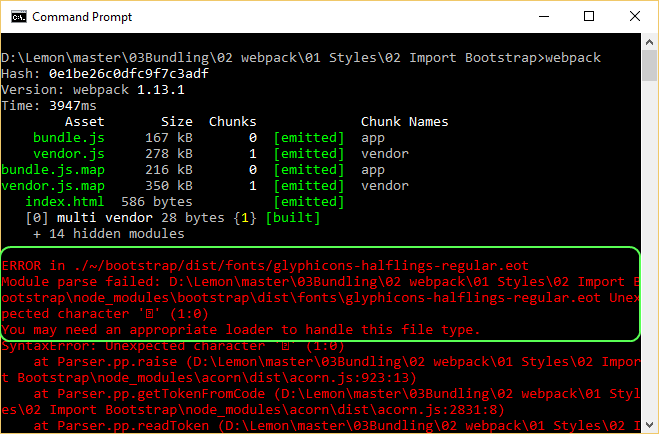 Command Prompt
D:\Lemon\master\03Bundling\02 webpack\01 Styles\02 Import Bootstrap>webpack
Hash: 0e1be26c0dfc9f7c3adf
Version: webpack 1.13.1
Time: 3947ms
Asset Size Chunks Chunk Names
bundle.js 167 kB 0 [emitted] app
vendor.js 278 kB 1 [emitted] vendor
bundle.js.map 216 kB 0 [emitted] app
vendor.js.map 350 kB 1 [emitted] vendor
index.html 586 bytes [emitted]
[0] multi vendor 28 bytes {1} [built]
+ 14 hidden modules
ERROR in ./~/bootstrap/dist/fonts/glyphicons-halflings-regular.eot
Module parse failed: D:\Lemon\master\03Bundling\02 webpack\01 Styles\02 Import B
ootstrap\node_modules\bootstrap\dist\fonts\glyphicons-halflings-regular.eot Unex
pected character '' (1:0)
You may need an appropriate loader to handle this file type.
SyntaxError: Unexpected character '' (1:0)
at Parser.pp.raise (D:\Lemon\master\03Bundling\02 webpack\01 Styles\02 Impor
t Bootstrap\node_modules\acorn\dist\acorn.js:923:13)
at Parser.pp.getTokenFromCode (D:\Lemon\master\03Bundling\02 webpack\01 Styl
es\02 Import Bootstrap\node_modules\acorn\dist\acorn.js:2831:8)
at Parser.pp.readToken (D:\Lemon\master\03Bundling\02 webpack\01 Styles\02 I